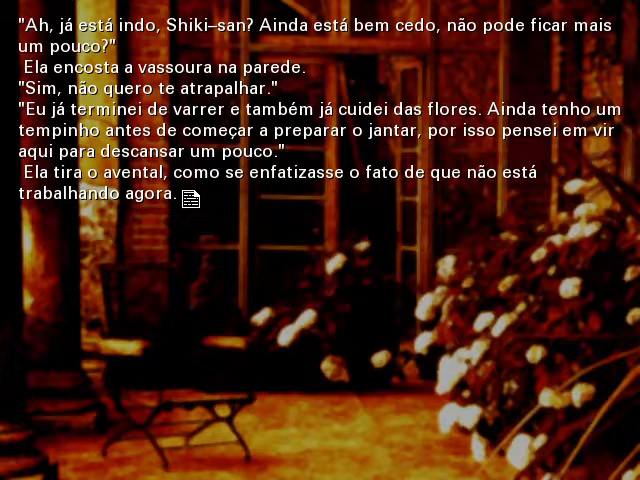 "Ah, já está indo, Shiki–san? Ainda está bem cedo, não pode ficar mais
um pouco?"
Ela encosta a vassoura na parede.
"Sim, não quero te atrapalhar."
"Eu já terminei de varrer e também já cuidei das flores. Ainda tenho um
tempinho antes de começar a preparar o jantar, por isso pensei em vir
aqui para descansar um pouco."
Ela tira o avental, como se enfatizasse o fato de que não está
trabalhando agora.